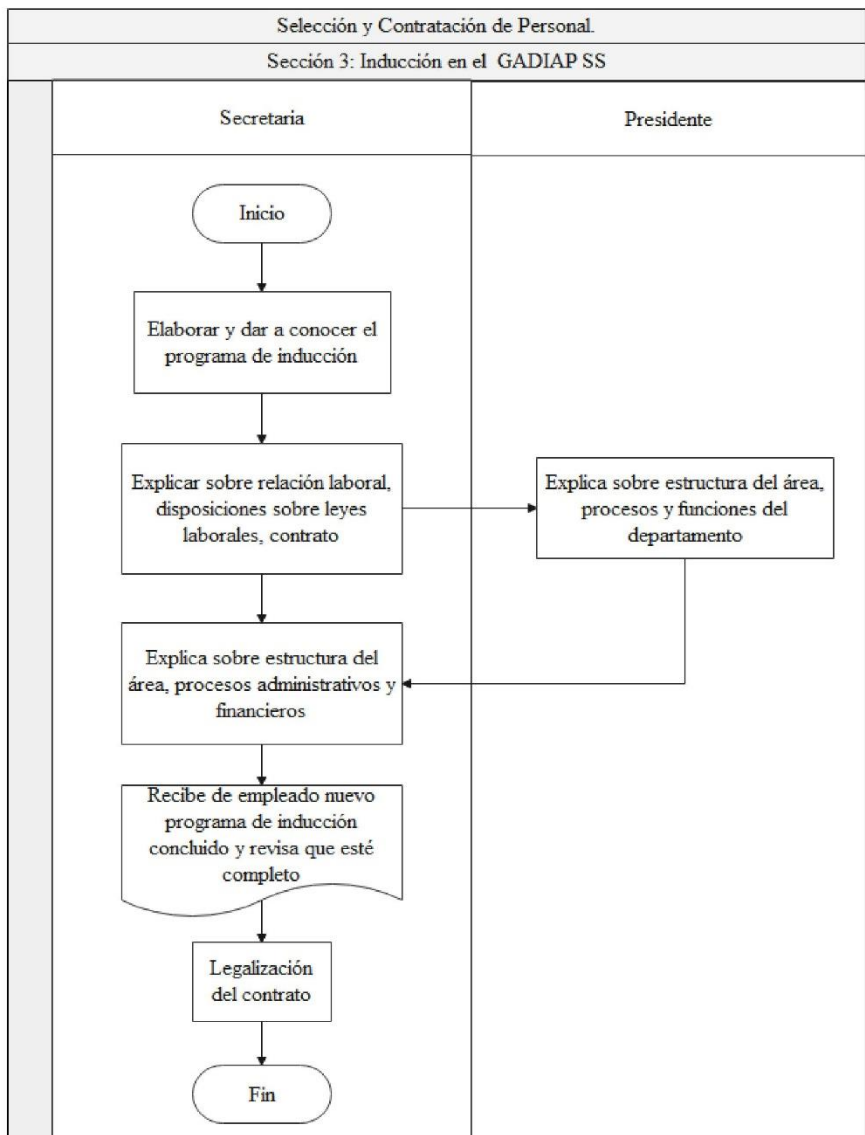 Selección y Contratación de Personal.
Sección 3: Inducción en el GADIAP SS
Secretaria
Presidente
Inicio
Elaborar y dar a conocer el
programa de inducción
Explicar sobre relación laboral,
disposiciones sobre leyes
laborales, contrato
Explica sobre estructura del área,
procesos y funciones del
departamento
Explica sobre estructura del
área, procesos administrativos y
financieros
Recibe de empleado nuevo
programa de inducción
concluido y revisa que esté
completo
Legalización
del contrato
Fin